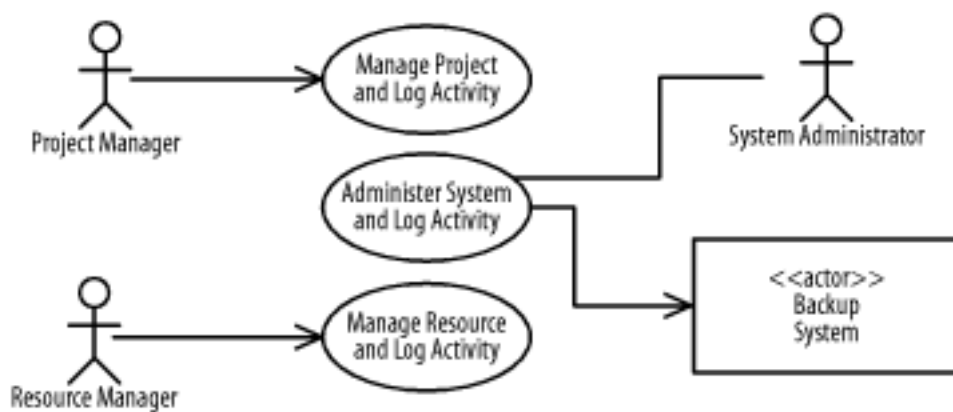 Manage Project
and Log Activity
Project Manager
System Administrator
Administer System
and Log Activity
<<actor>>
Backup
System
Manage Resource
and Log Activity
Resource Manager